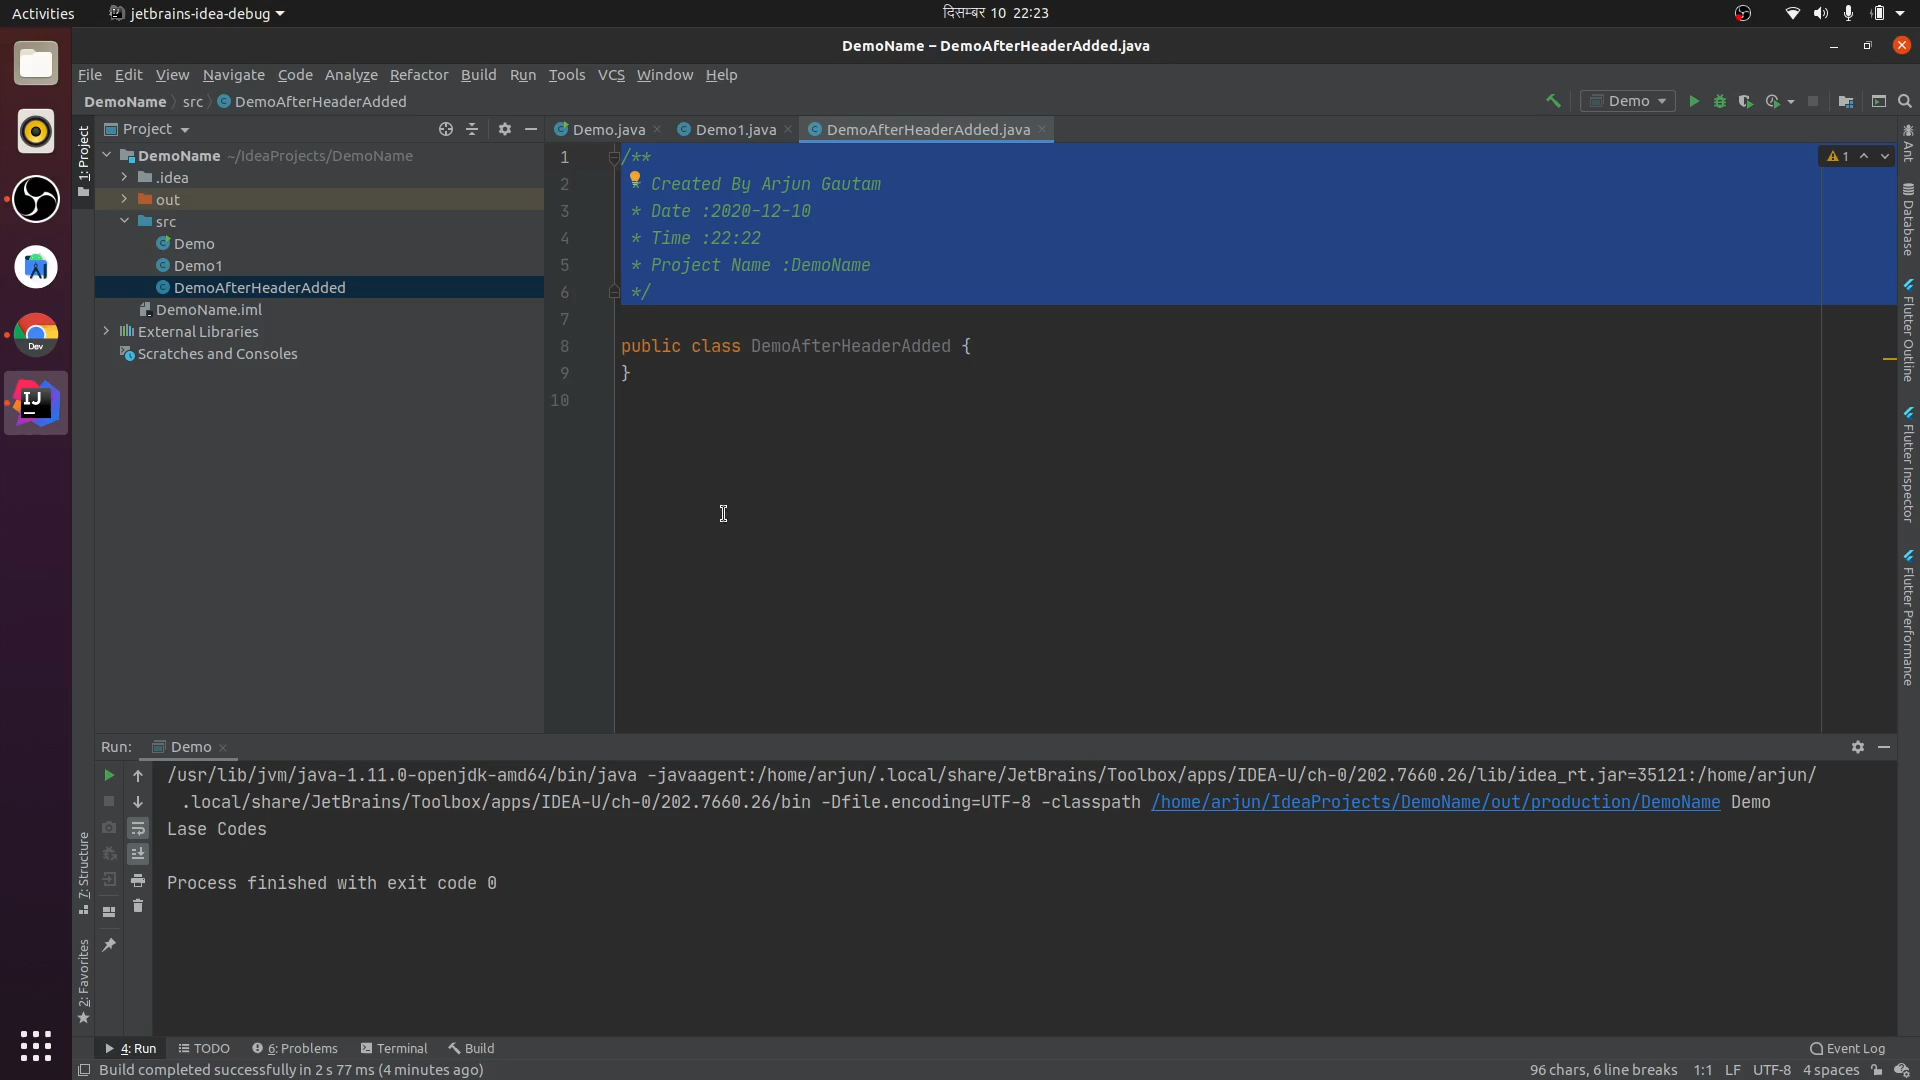 Activities
jetbrains-idea-debug
दिसम्बर 10 22:23
DemoName – DemoAfterHeaderAdded.java
File Edit View Navigate Code Analyze Refactor Build Run Tools VCS Window Help
DemoName src DemoAfterHeaderAdded
Demo
Project
Demo.java
Demo1.java
DemoAfterHeaderAdded.java
1: Project
DemoName ~/IdeaProjects/DemoName
.idea
out
src
Demo
Demo1
DemoAfterHeaderAdded
DemoName.iml
External Libraries
Scratches and Consoles
1 /**
2 * Created By Arjun Gautam
3 * Date :2020-12-10
4 * Time :22:22
5 * Project Name :DemoName
6 */
7
8 public class DemoAfterHeaderAdded {
9 }
10
1
Ant
Database
Flutter Outline
Flutter Inspector
Flutter Performance
Dev
IJ
Run: Demo
/usr/lib/jvm/java-1.11.0-openjdk-amd64/bin/java -javaagent:/home/arjun/.local/share/JetBrains/Toolbox/apps/IDEA-U/ch-0/202.7660.26/lib/idea_rt.jar=35121:/home/arjun/
.local/share/JetBrains/Toolbox/apps/IDEA-U/ch-0/202.7660.26/bin -Dfile.encoding=UTF-8 -classpath /home/arjun/IdeaProjects/DemoName/out/production/DemoName Demo
Lase Codes
Process finished with exit code 0
7: Structure
2: Favorites
4: Run TODO 6: Problems Terminal Build
Event Log
Build completed successfully in 2 s 77 ms (4 minutes ago)
96 chars, 6 line breaks 1:1 LF UTF-8 4 spaces